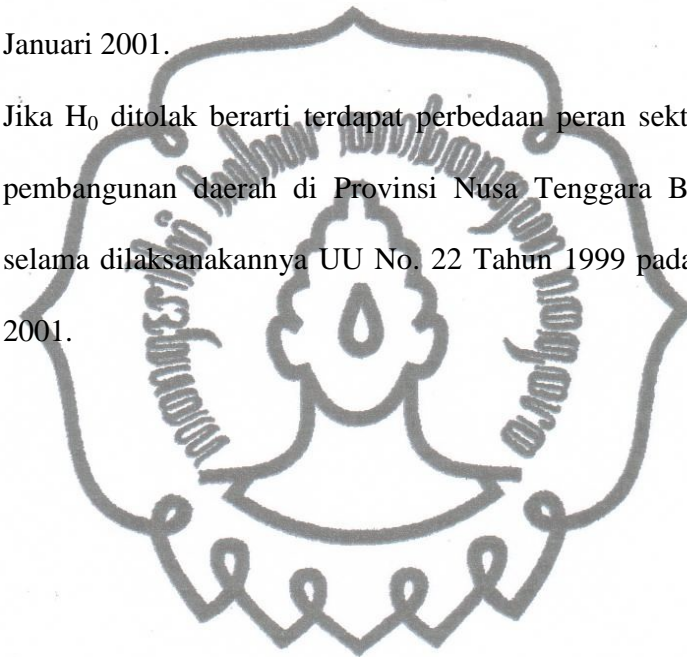 Januari 2001.
Jika H₀ ditolak berarti terdapat perbedaan peran sekt
pembangunan daerah di Provinsi Nusa Tenggara B
selama dilaksanakannya UU No. 22 Tahun 1999 pada
2001.